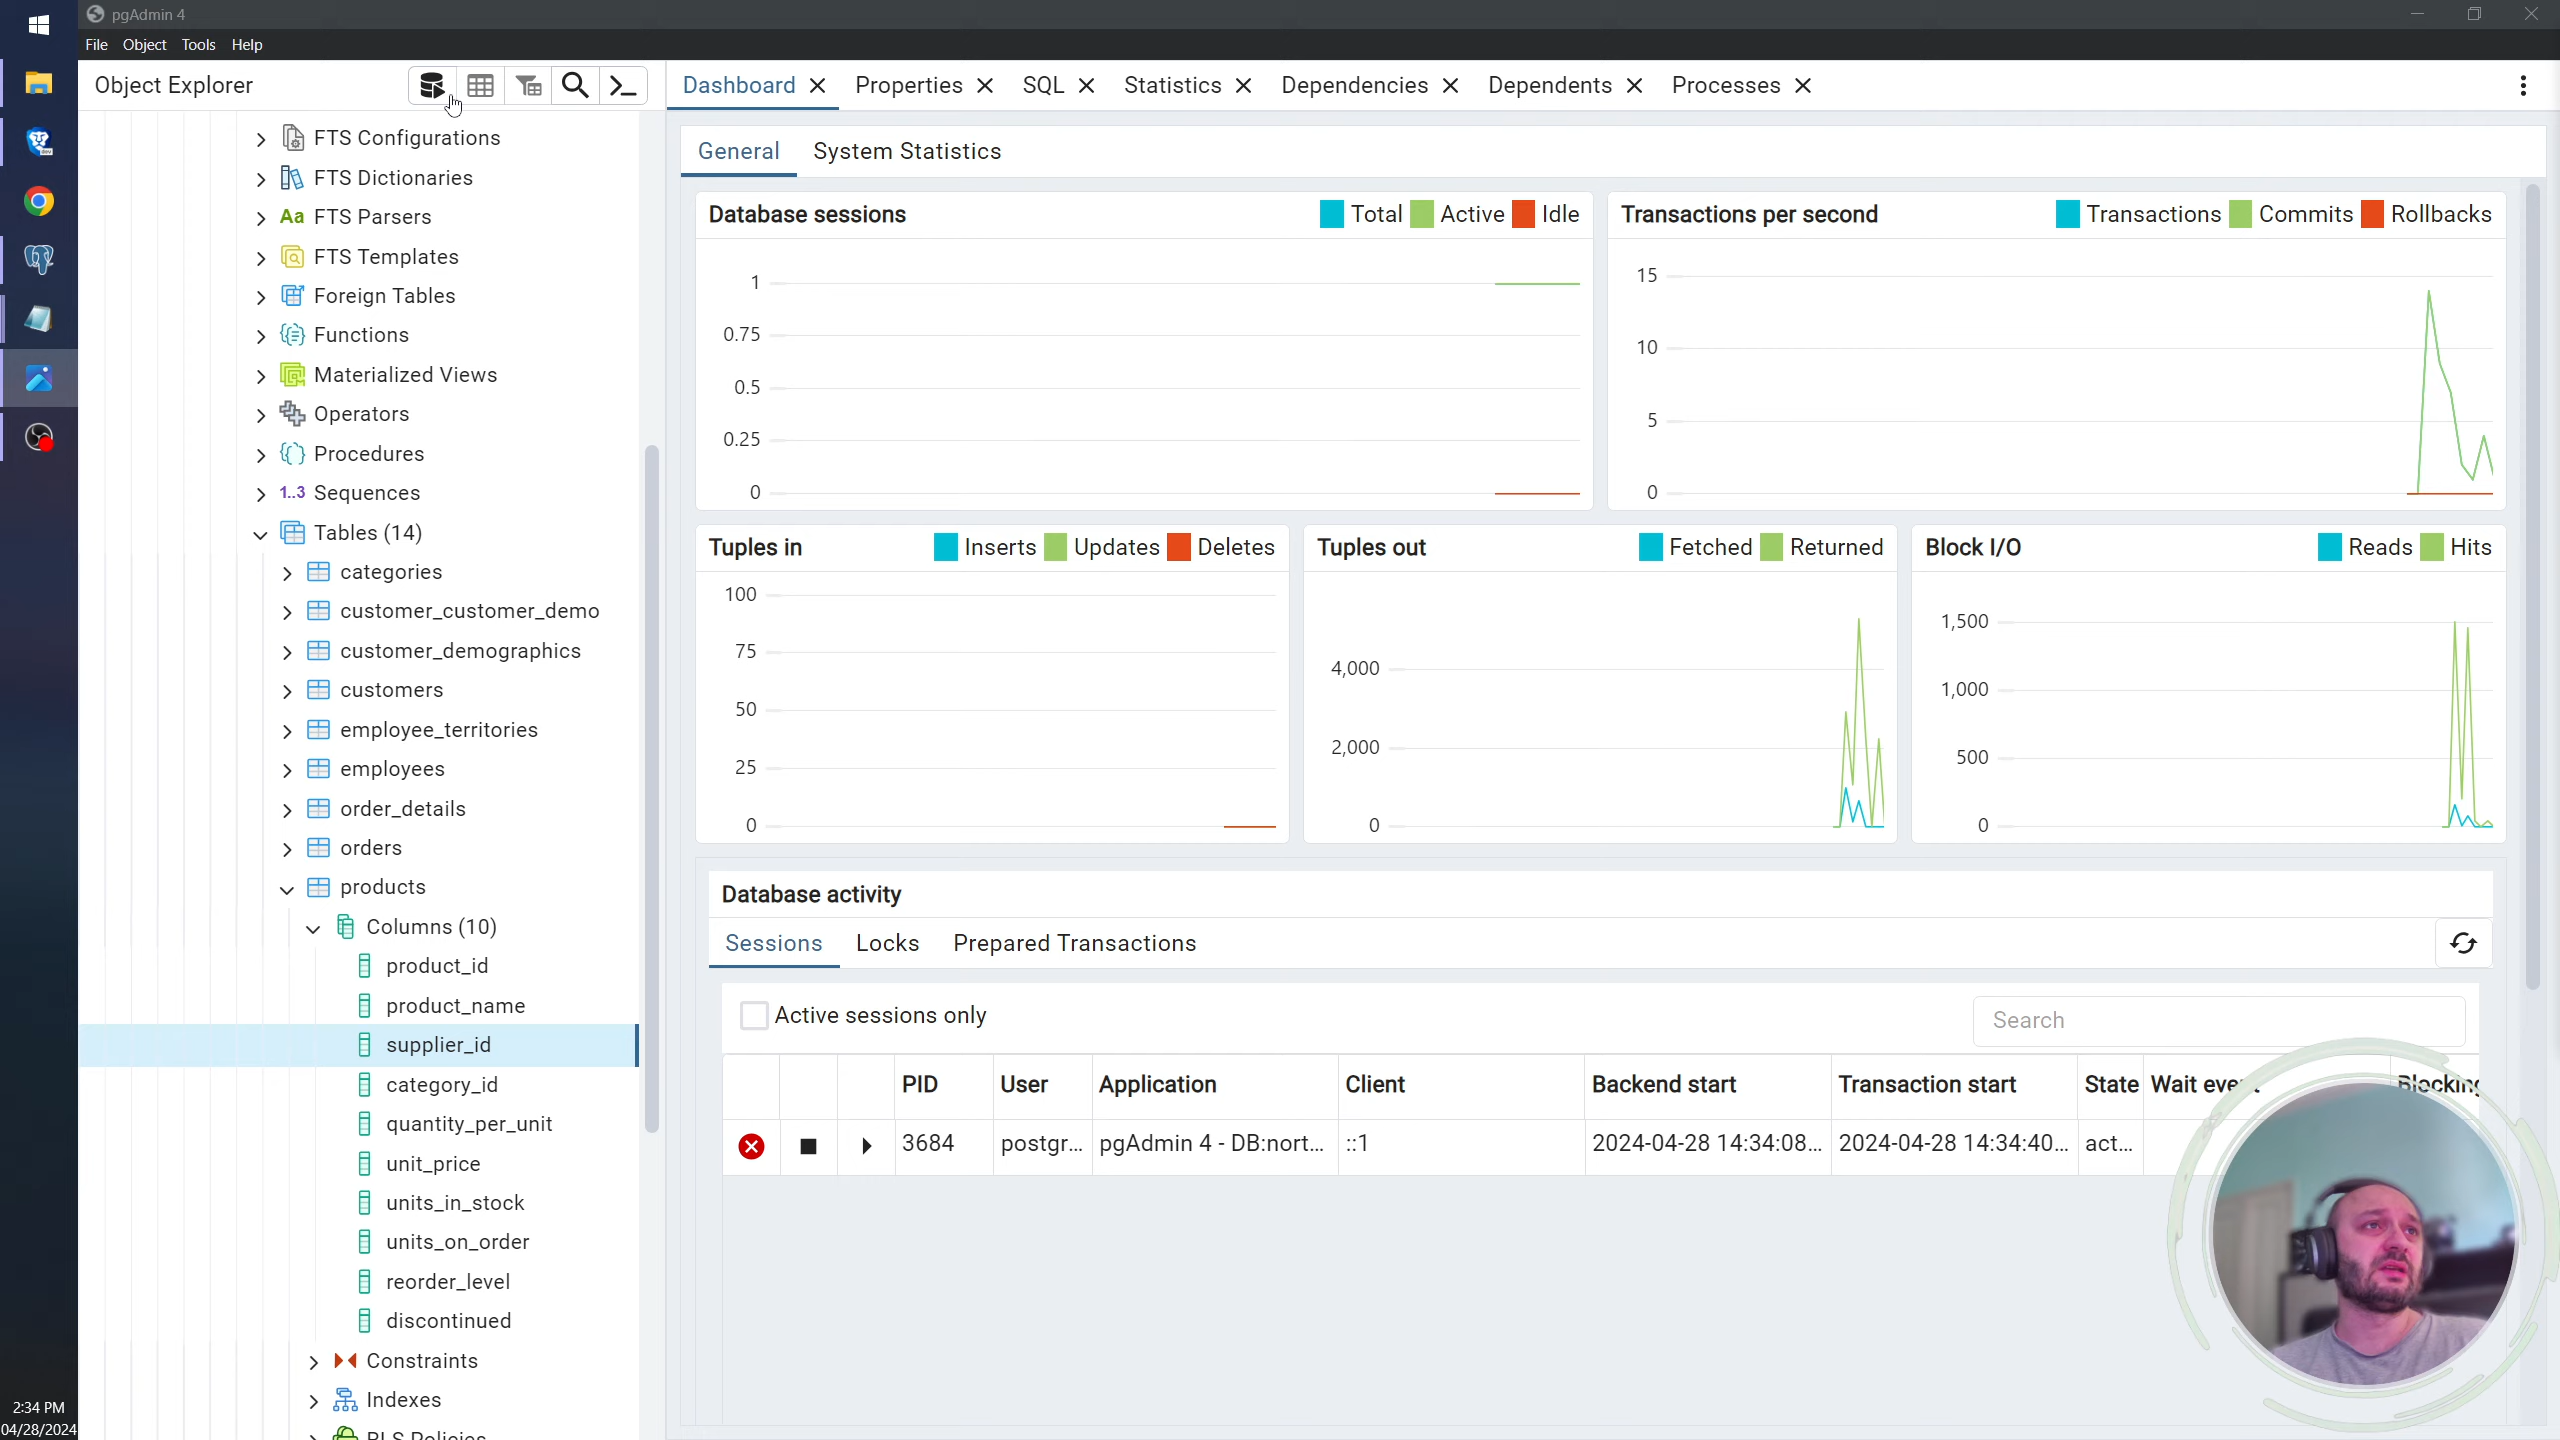 pgAdmin 4
File Object Tools Help
Object Explorer
Dashboard Properties SQL Statistics Dependencies Dependents Processes
FTS Configurations
FTS Dictionaries
Aa FTS Parsers
FTS Templates
Foreign Tables
Functions
Materialized Views
Operators
Procedures
1..3 Sequences
Tables (14)
categories
customer_customer_demo
customer_demographics
customers
employee_territories
employees
order_details
orders
products
Columns (10)
product_id
product_name
supplier_id
category_id
quantity_per_unit
unit_price
units_in_stock
units_on_order
reorder_level
discontinued
Constraints
Indexes
RLS Policies
General System Statistics
Database sessions Total Active Idle
1
0.75
0.5
0.25
0
Transactions per second Transactions Commits Rollbacks
15
10
5
0
Tuples in Inserts Updates Deletes
100
75
50
25
0
Tuples out Fetched Returned
4,000
2,000
0
Block I/O Reads Hits
1,500
1,000
500
0
Database activity
Sessions Locks Prepared Transactions
Active sessions only Search
PID User Application Client Backend start Transaction start State Wait event Blocking
3684 postgr... pgAdmin 4 - DB:nort... ::1 2024-04-28 14:34:08... 2024-04-28 14:34:40... act...
2:34 PM
04/28/2024